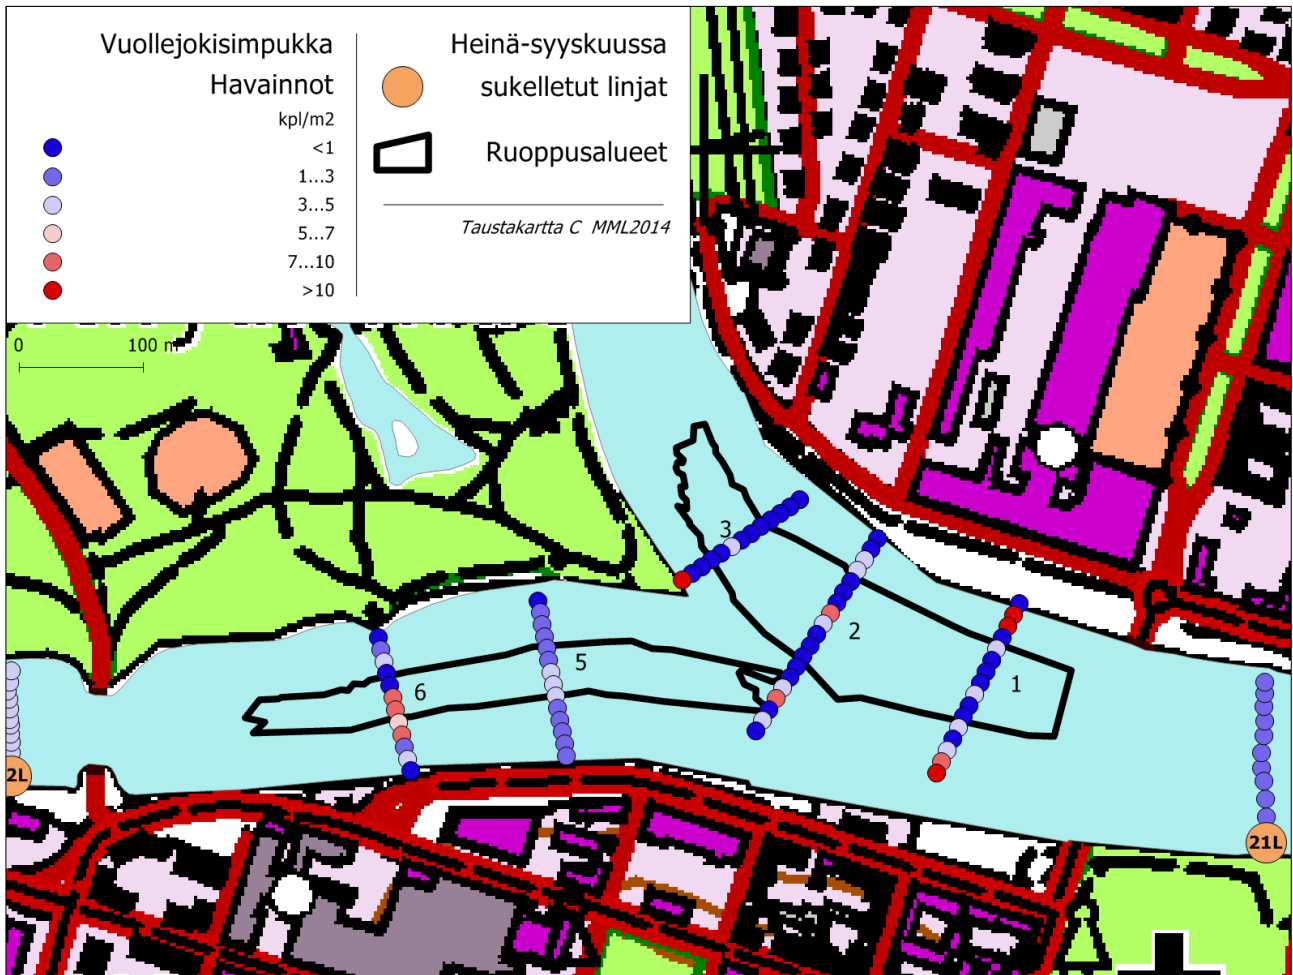 Vuollejokisimpukka
Havainnot
kpl/m2
<1
1...3
3...5
5...7
7...10
>10
Heinä-syyskuussa
sukelletut linjat
Ruoppusalueet
Taustakartta C MML2014
0 100 m
3
2
1
5
6
2L
21L